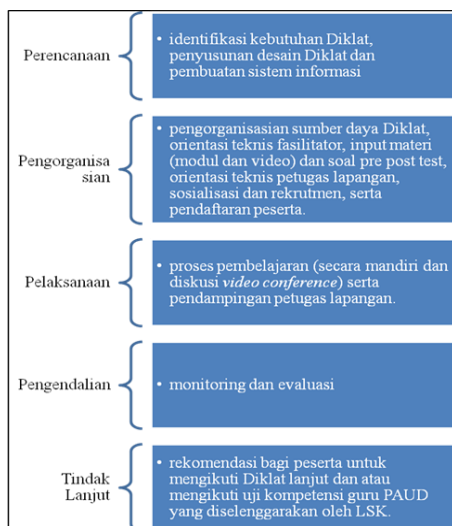 Perencanaan
• identifikasi kebutuhan Diklat,
penyusunan desain Diklat dan
pembuatan sistem informasi
Pengorganisa
sian
• pengorganisasian sumber daya Diklat,
orientasi teknis fasilitator, input materi
(modul dan video) dan soal pre post test,
orientasi teknis petugas lapangan,
sosialisasi dan rekrutmen, serta
pendaftaran peserta.
Pelaksanaan
• proses pembelajaran (secara mandiri dan
diskusi video conference) serta
pendampingan petugas lapangan.
Pengendalian
• monitoring dan evaluasi
Tindak
Lanjut
• rekomendasi bagi peserta untuk
mengikuti Diklat lanjut dan atau
mengikuti uji kompetensi guru PAUD
yang diselenggarakan oleh LSK.